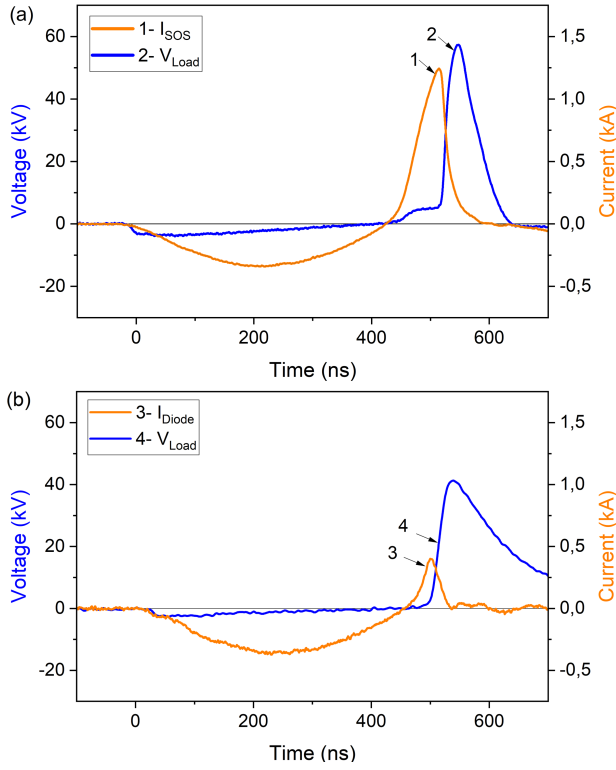 (a)
1- I_SOS
2- V_Load
60
40
20
0
-20
1,5
1,0
0,5
0,0
-0,5
1
2
Voltage (kV)
Current (kA)
0 200 400 600
Time (ns)
(b)
3- I_Diode
4- V_Load
60
40
20
0
-20
1,5
1,0
0,5
0,0
-0,5
4
3
Voltage (kV)
Current (kA)
0 200 400 600
Time (ns)